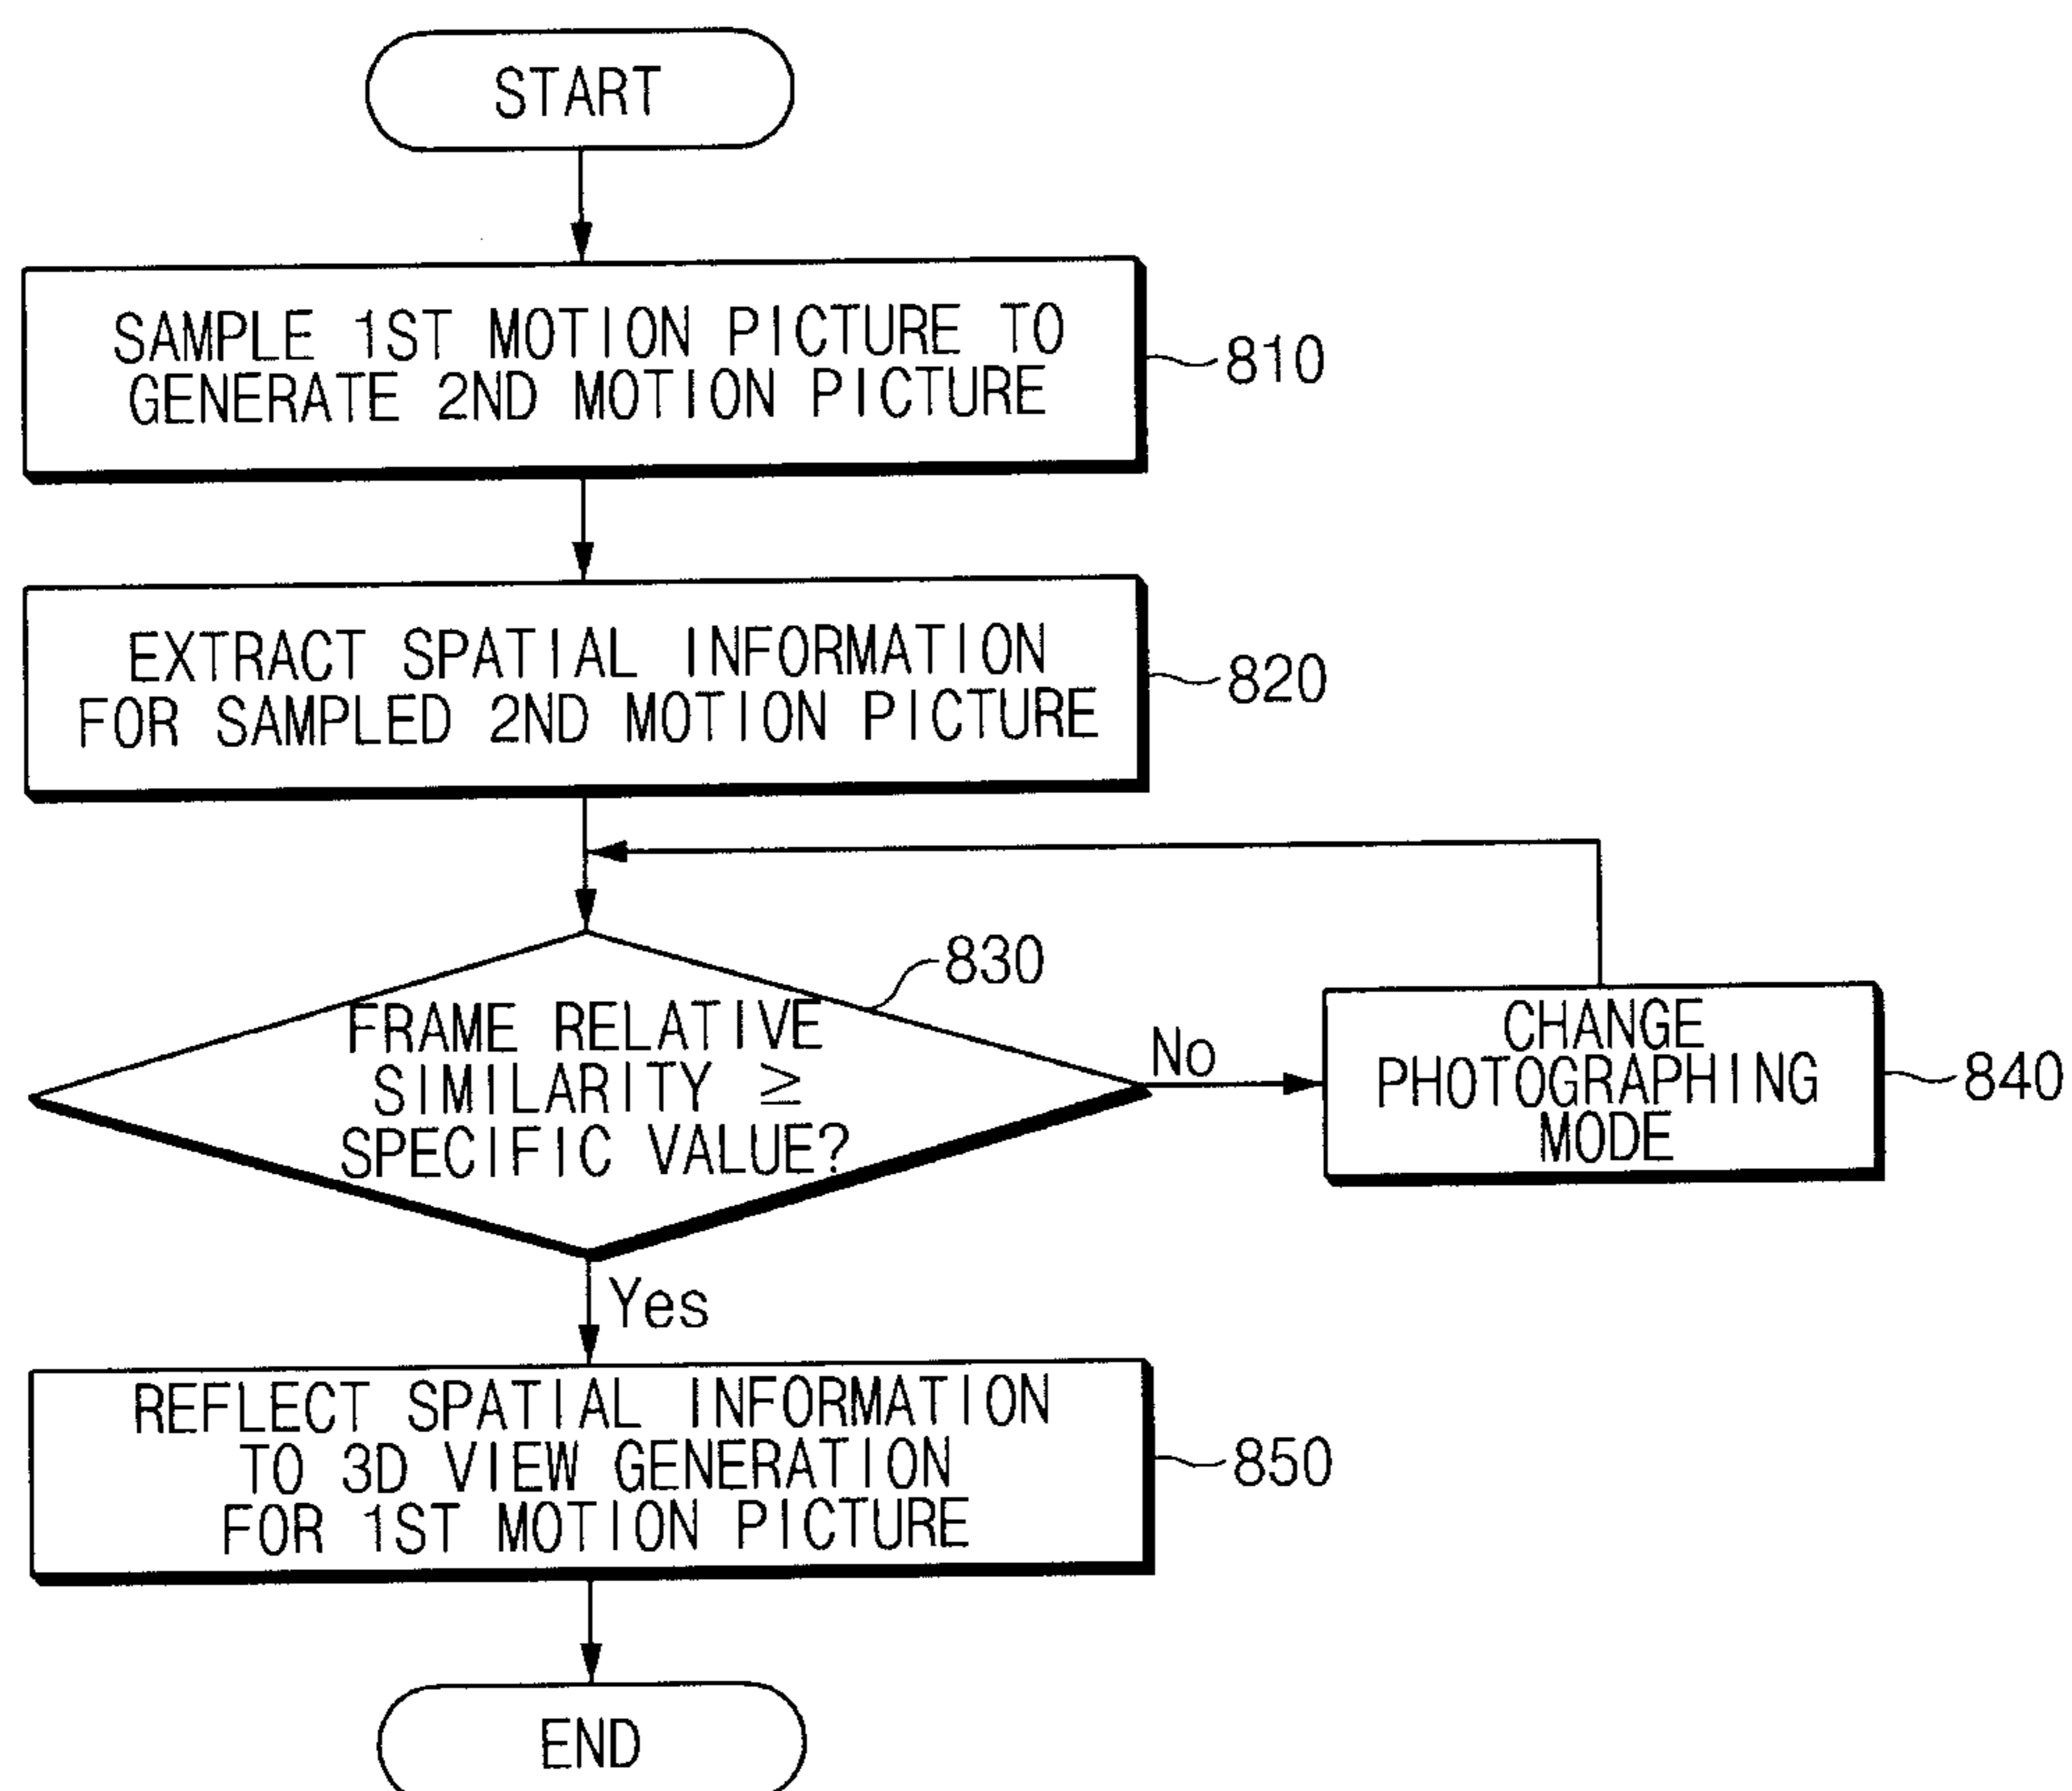 START
SAMPLE 1ST MOTION PICTURE TO
GENERATE 2ND MOTION PICTURE
810
EXTRACT SPATIAL INFORMATION
FOR SAMPLED 2ND MOTION PICTURE
820
830
FRAME RELATIVE
SIMILARITY ≥
SPECIFIC VALUE?
No
CHANGE
PHOTOGRAPHING
MODE
840
Yes
REFLECT SPATIAL INFORMATION
TO 3D VIEW GENERATION
FOR 1ST MOTION PICTURE
850
END